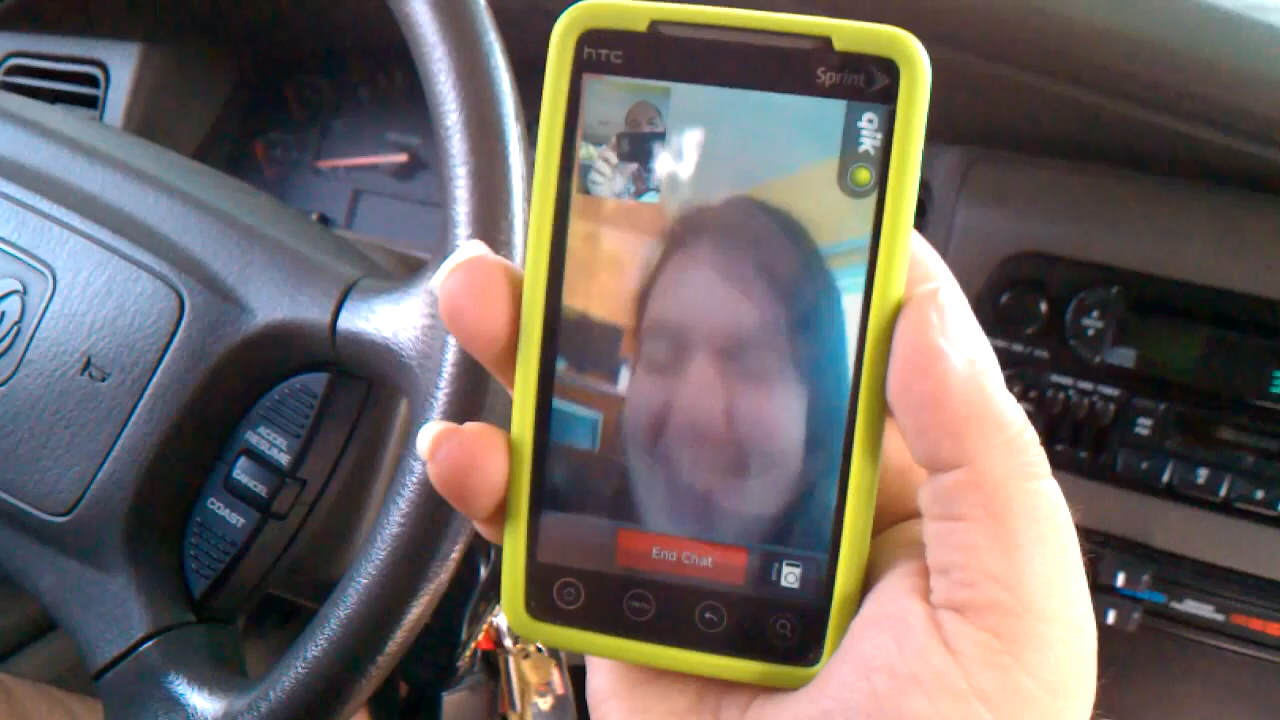 htc
Sprint
qik
End Chat
ACCEL
RESUME
CANCEL
COAST